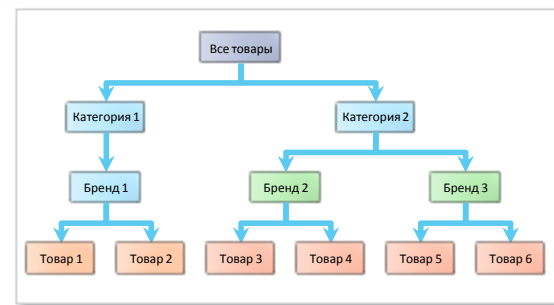 Все товары
Категория 1
Категория 2
Бренд 1
Бренд 2
Бренд 3
Товар 1
Товар 2
Товар 3
Товар 4
Товар 5
Товар 6